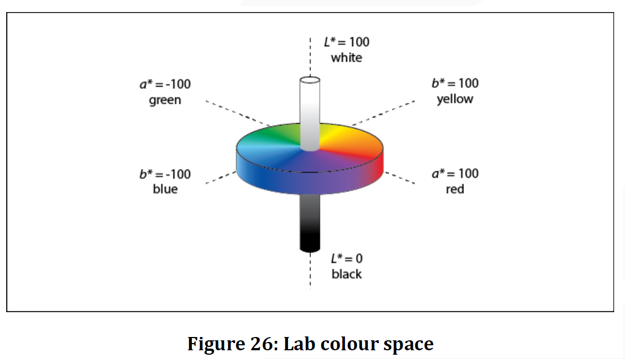 L* = 100
white
a* = -100
green
b* = 100
yellow
b* = -100
blue
a* = 100
red
L* = 0
black
Figure 26: Lab colour space